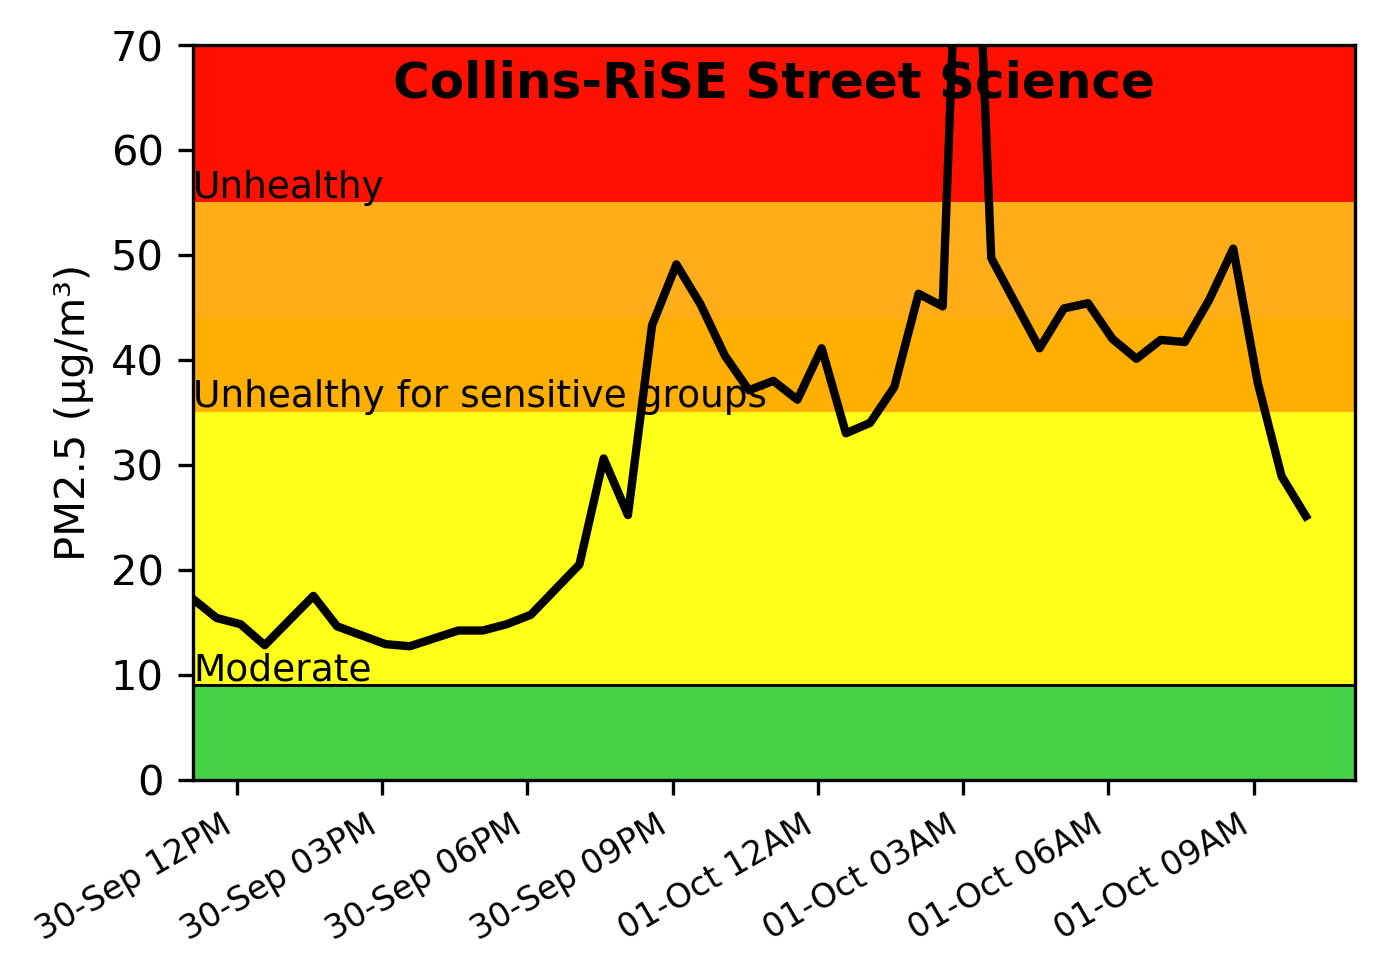 Collins-RiSE Street Science
70
60
Unhealthy
50
40
Unhealthy for sensitive groups
30
20
Moderate
10
0
PM2.5 (µg/m³)
30-Sep 12PM
30-Sep 03PM
30-Sep 06PM
30-Sep 09PM
01-Oct 12AM
01-Oct 03AM
01-Oct 06AM
01-Oct 09AM